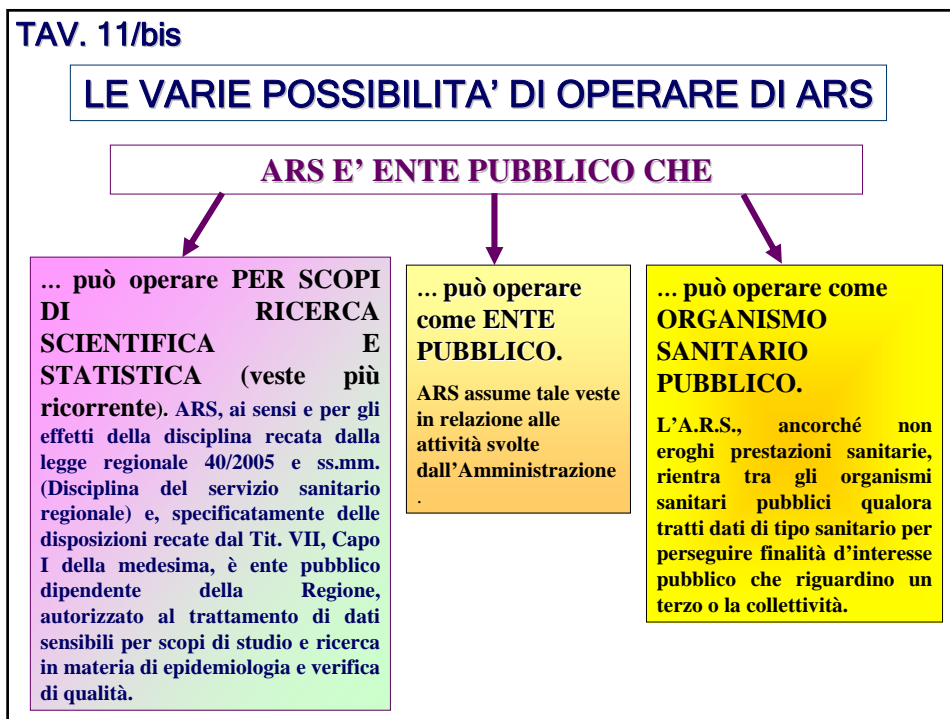 TAV. 11/bis
LE VARIE POSSIBILITA’ DI OPERARE DI ARS
ARS E’ ENTE PUBBLICO CHE
... può operare PER SCOPI
DI RICERCA
SCIENTIFICA E
STATISTICA (veste più
ricorrente). ARS, ai sensi e per gli
effetti della disciplina recata dalla
legge regionale 40/2005 e ss.mm.
(Disciplina del servizio sanitario
regionale) e, specificatamente delle
disposizioni recate dal Tit. VII, Capo
I della medesima, è ente pubblico
dipendente della Regione,
autorizzato al trattamento di dati
sensibili per scopi di studio e ricerca
in materia di epidemiologia e verifica
di qualità.
... può operare
come ENTE
PUBBLICO.
ARS assume tale veste
in relazione alle
attività svolte
dall’Amministrazione
.
... può operare come
ORGANISMO
SANITARIO
PUBBLICO.
L’A.R.S., ancorché non
eroghi prestazioni sanitarie,
rientra tra gli organismi
sanitari pubblici qualora
tratti dati di tipo sanitario per
perseguire finalità d’interesse
pubblico che riguardino un
terzo o la collettività.